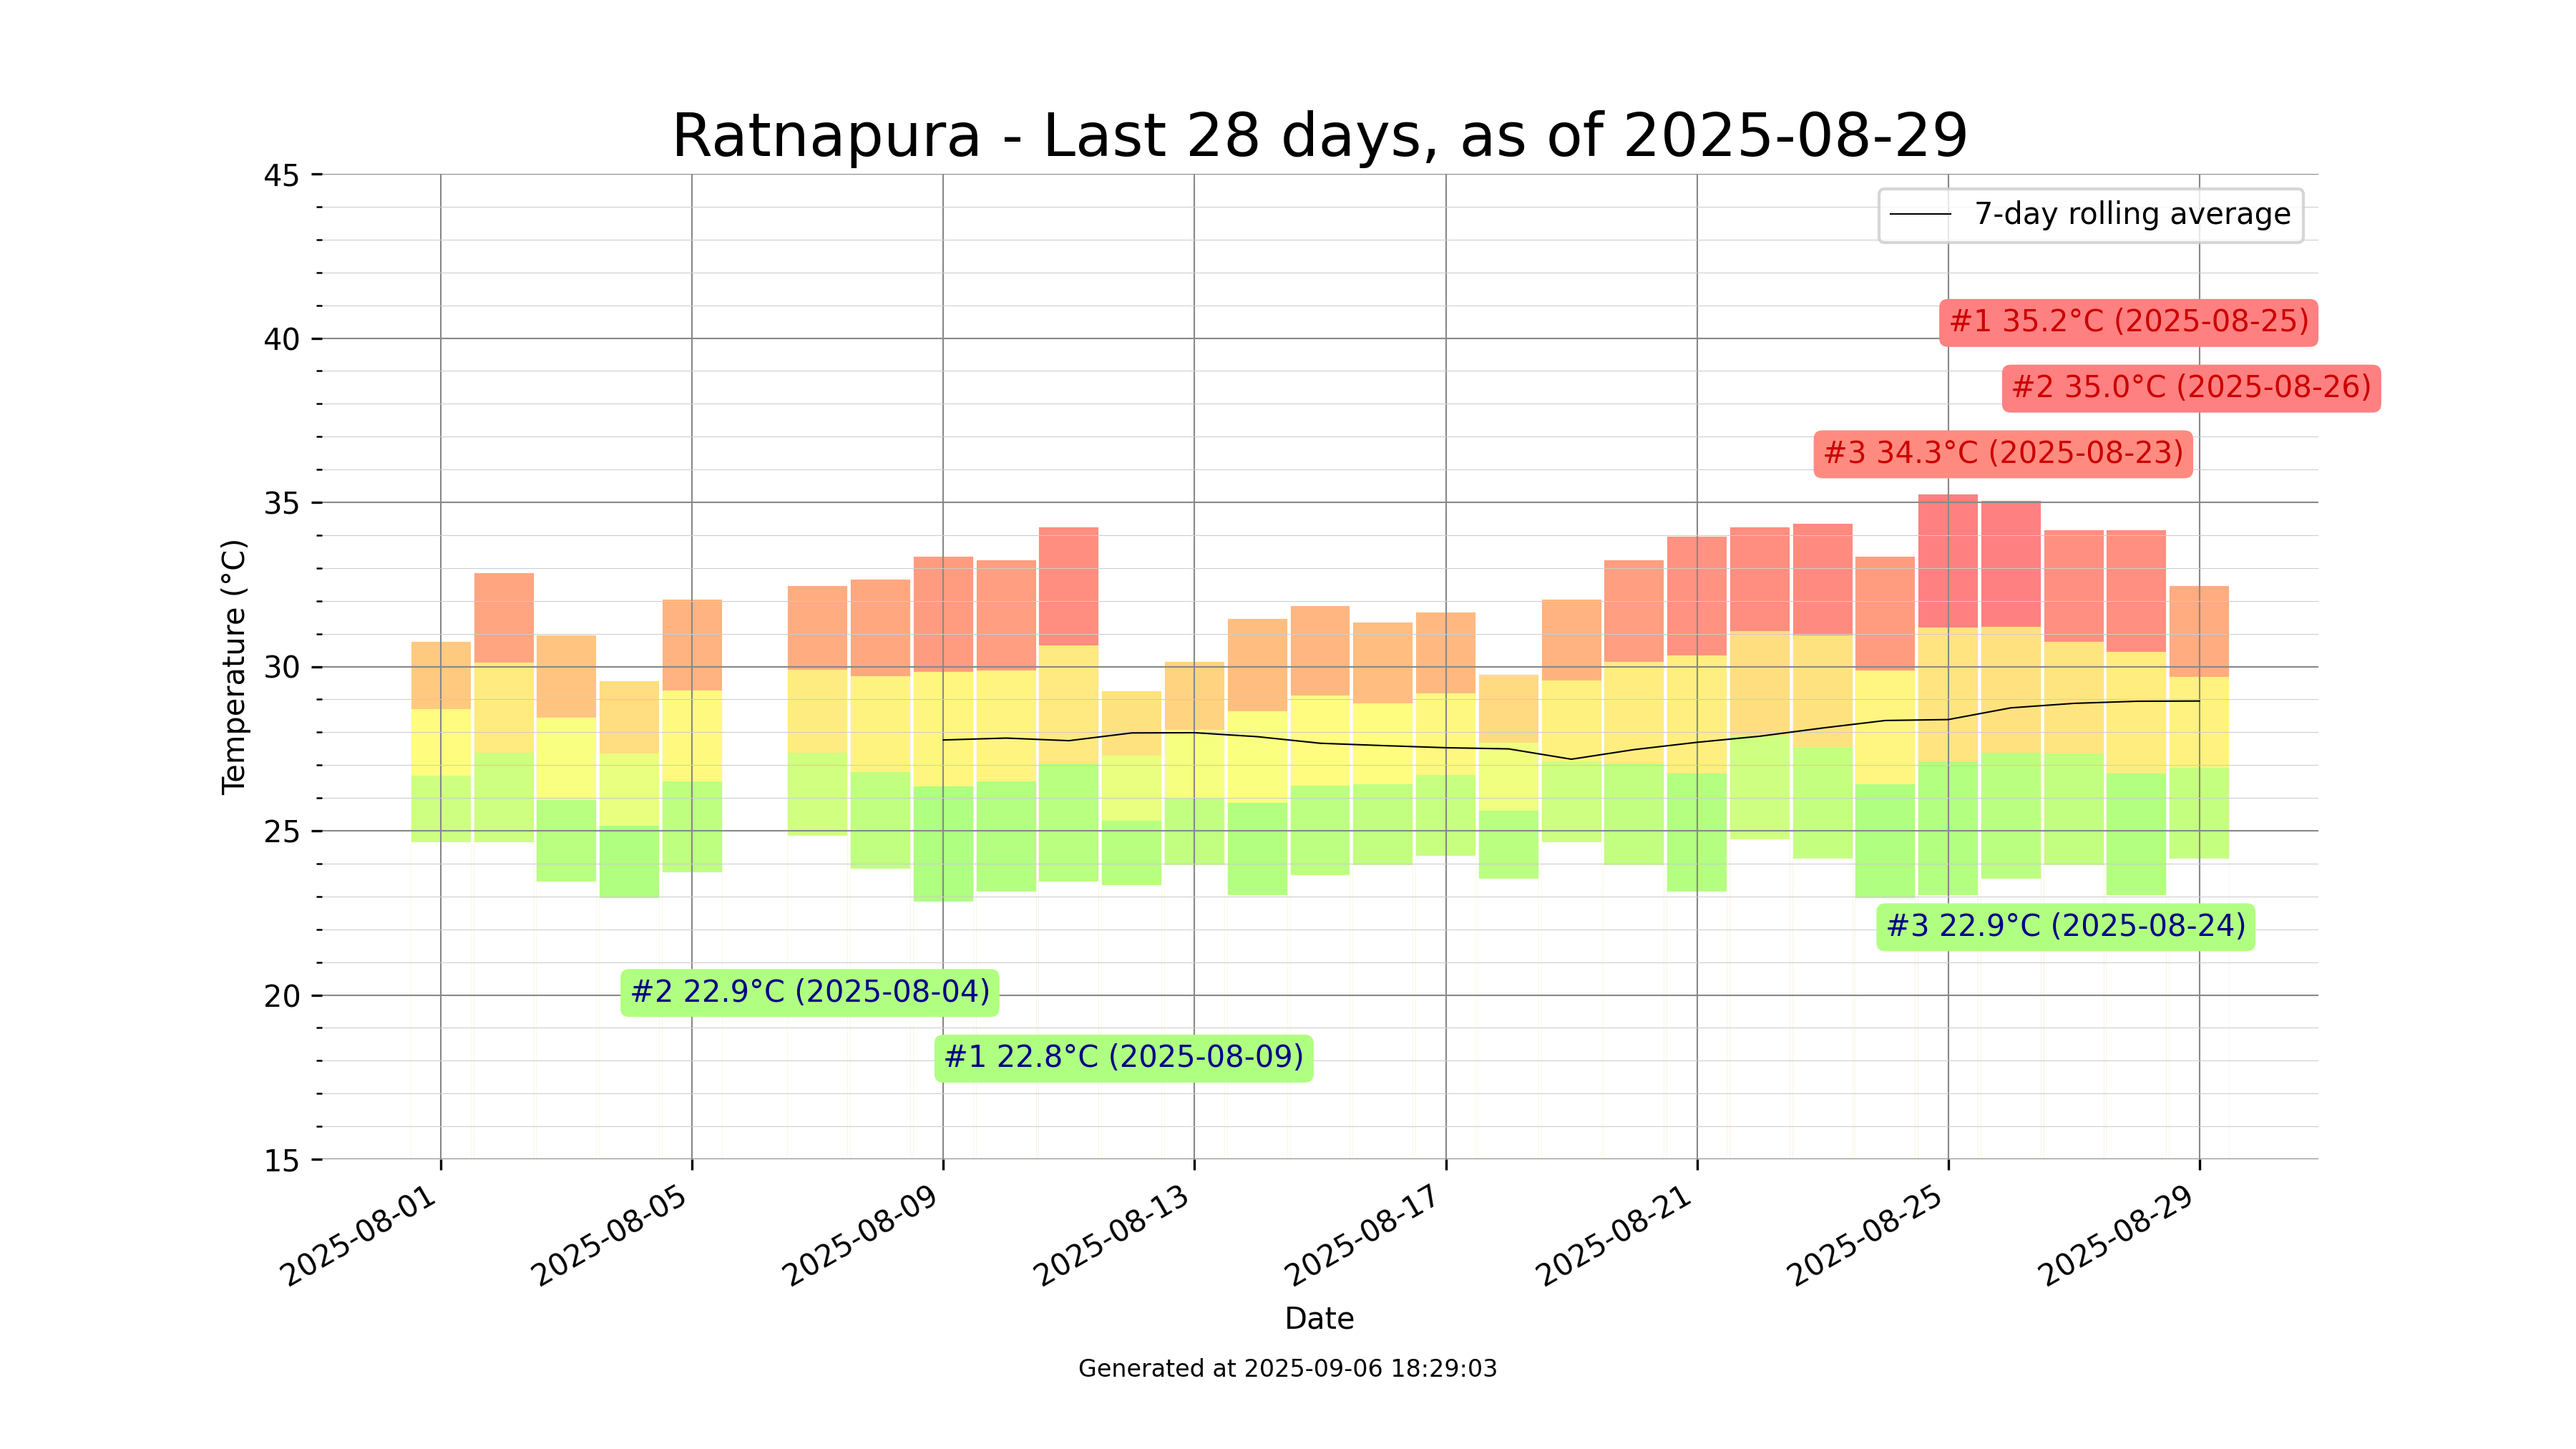 Ratnapura - Last 28 days, as of 2025-08-29
45
7-day rolling average
#1 35.2°C (2025-08-25)
40
#2 35.0°C (2025-08-26)
#3 34.3°C (2025-08-23)
35
Temperature (°C)
30
25
#3 22.9°C (2025-08-24)
#2 22.9°C (2025-08-04)
20
#1 22.8°C (2025-08-09)
15
2025-08-01
2025-08-05
2025-08-09
2025-08-13
2025-08-17
2025-08-21
2025-08-25
2025-08-29
Date
Generated at 2025-09-06 18:29:03